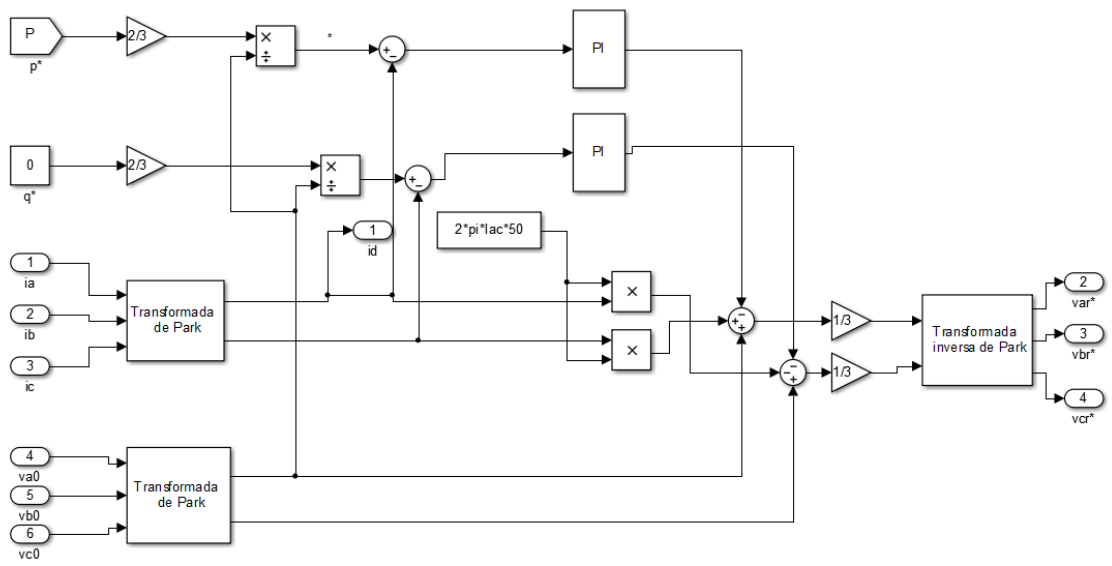 P
p*
2/3
×
÷
*
+
−
PI
0
q*
2/3
×
÷
+
−
PI
1
id
2*pi*lac*50
1
ia
2
ib
3
ic
Transformada
de Park
×
×
−
+
+
−
−
+
1/3
1/3
Transformada
inversa de Park
2
var*
3
vbr*
4
vcr*
4
va0
5
vb0
6
vc0
Transformada
de Park